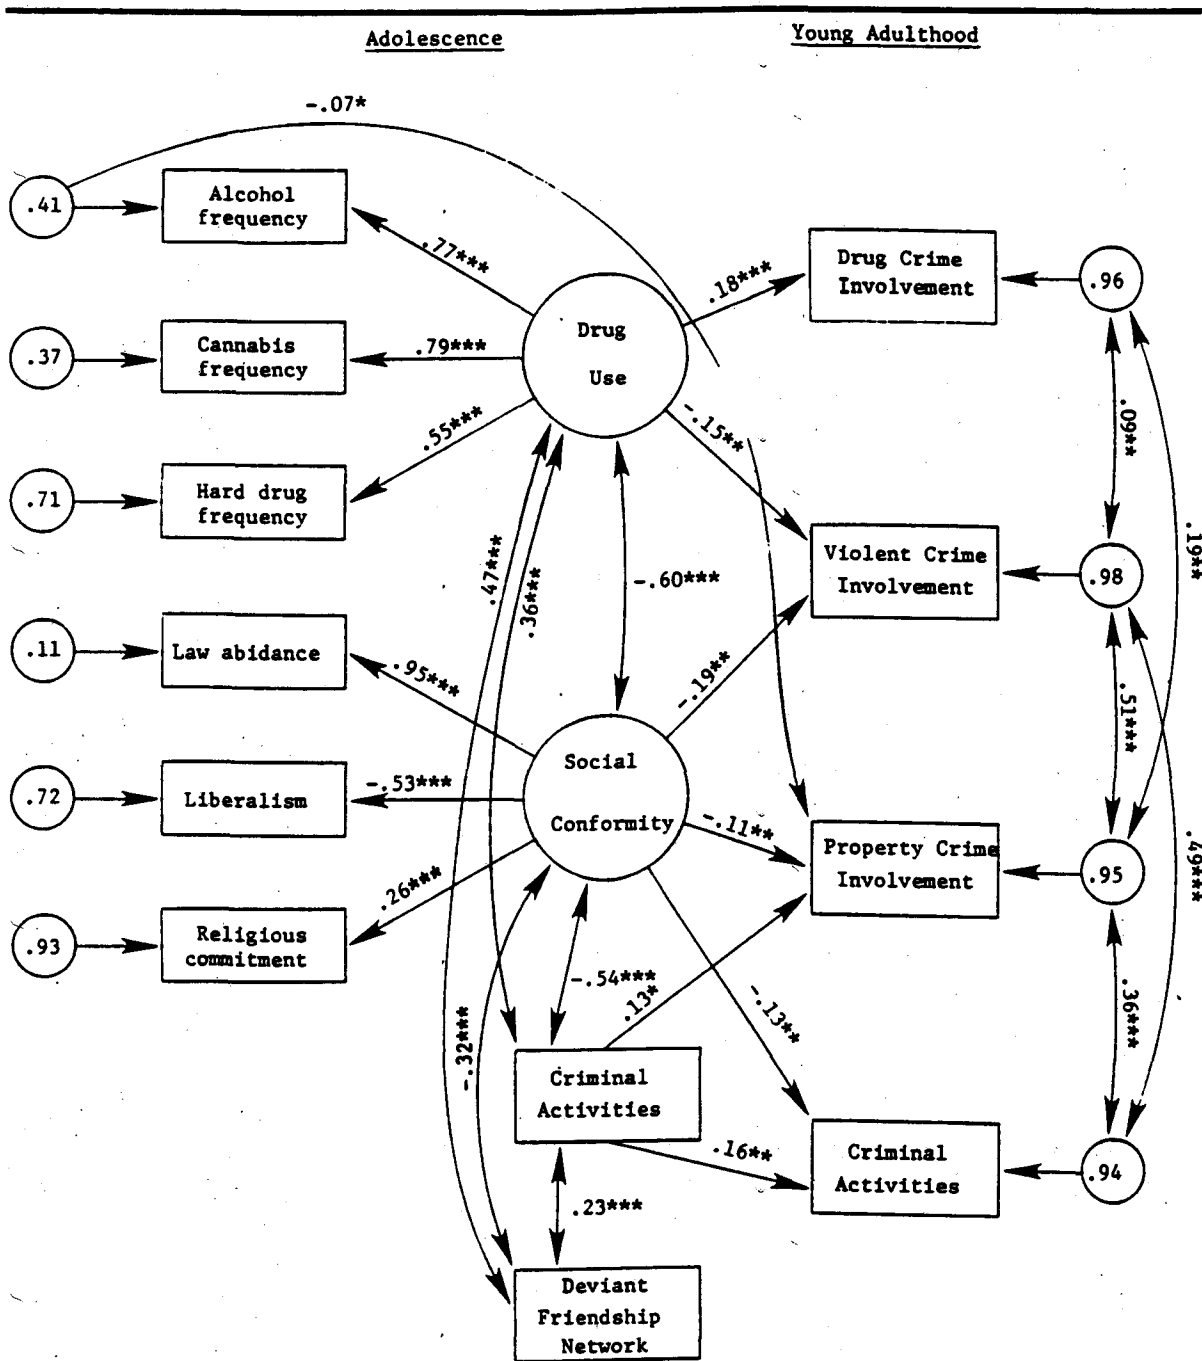 Adolescence
Young Adulthood
-.07*
.41
Alcohol
frequency
.77***
.37
Cannabis
frequency
.79***
.71
Hard drug
frequency
.55***
Drug
Use
.18***
Drug Crime
Involvement
.96
-.15**
.09**
.47***
.36***
-.60***
Violent Crime
Involvement
.98
.19**
.11
Law abidance
.95***
-.19**
.51***
.72
Liberalism
-.53***
Social
Conformity
-.11**
Property Crime
Involvement
.95
.49***
.93
Religious
commitment
.26***
-.54***
.13*
-.13**
.36***
-.32***
Criminal
Activities
.16**
Criminal
Activities
.94
.23***
Deviant
Friendship
Network